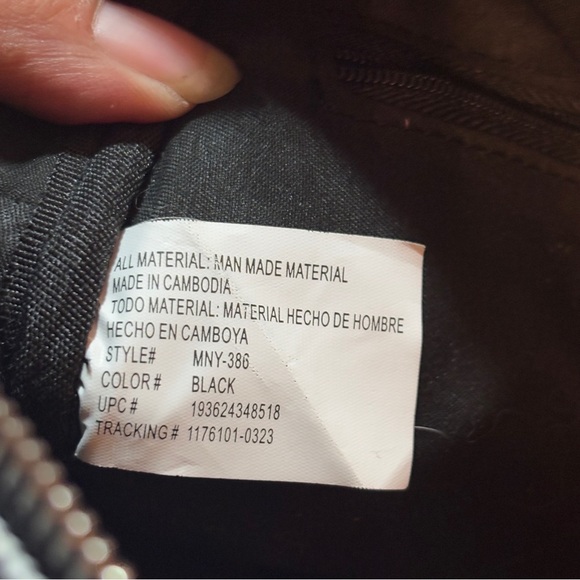 ALL MATERIAL: MAN MADE MATERIAL
MADE IN CAMBODIA
TODO MATERIAL: MATERIAL HECHO DE HOMBRE
HECHO EN CAMBOYA
STYLE# MNY-386
COLOR # BLACK
UPC # 193624348518
TRACKING # 1176101-0323